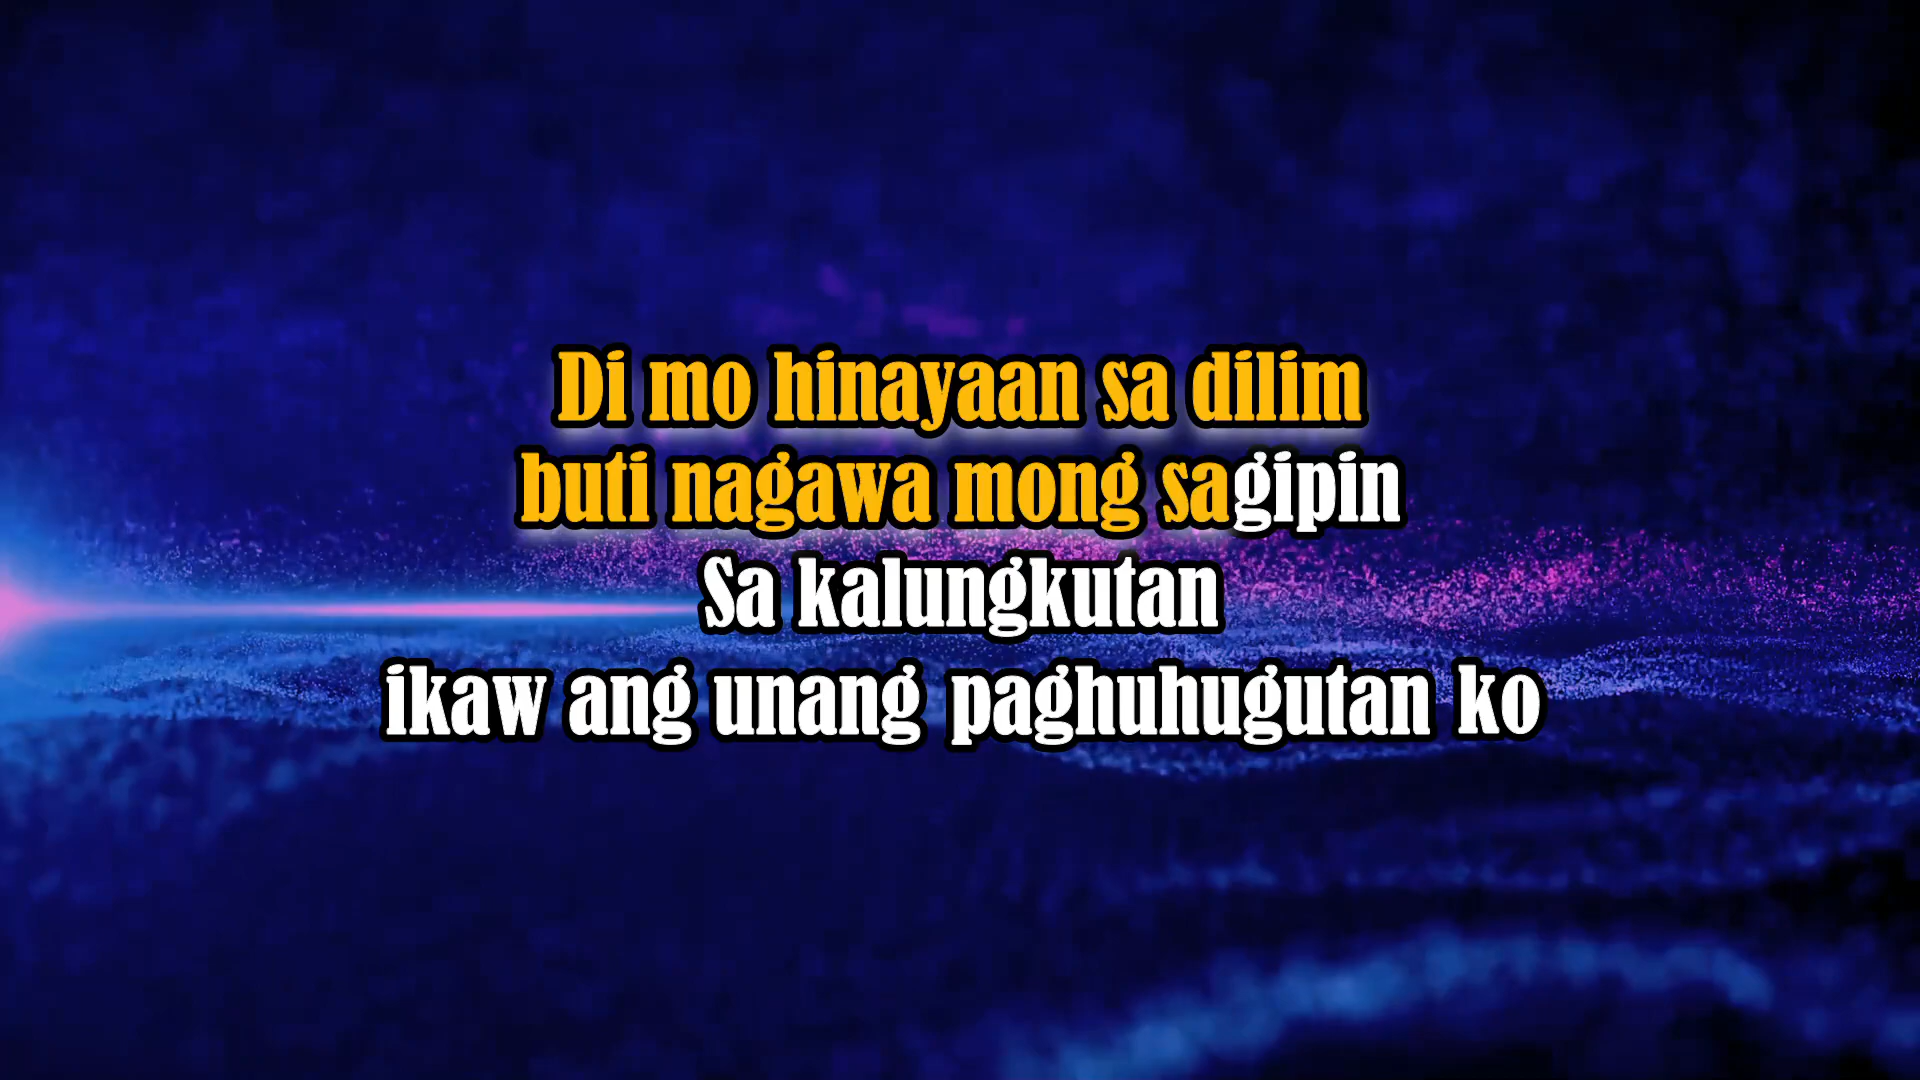 Di mo hinayaan sa dilim
buti nagawa mong sagipin
Sa kalungkutan
ikaw ang unang paghuhugutan ko